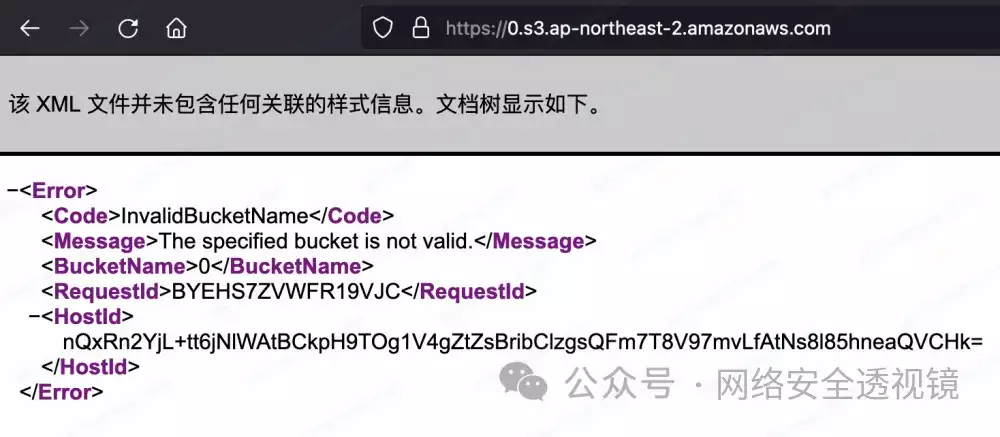 https://0.s3.ap-northeast-2.amazonaws.com
该 XML 文件并未包含任何关联的样式信息。文档树显示如下。
−<Error>
<Code>InvalidBucketName</Code>
<Message>The specified bucket is not valid.</Message>
<BucketName>0</BucketName>
<RequestId>BYEHS7ZVWFR19VJC</RequestId>
−<HostId>
nQxRn2YjL+tt6jNlWAtBCkpH9TOg1V4gZtZsBribClzgsQFm7T8V97mvLfAtNs8l85hneaQVCHk=
</HostId>
</Error>
公众号 · 网络安全透视镜